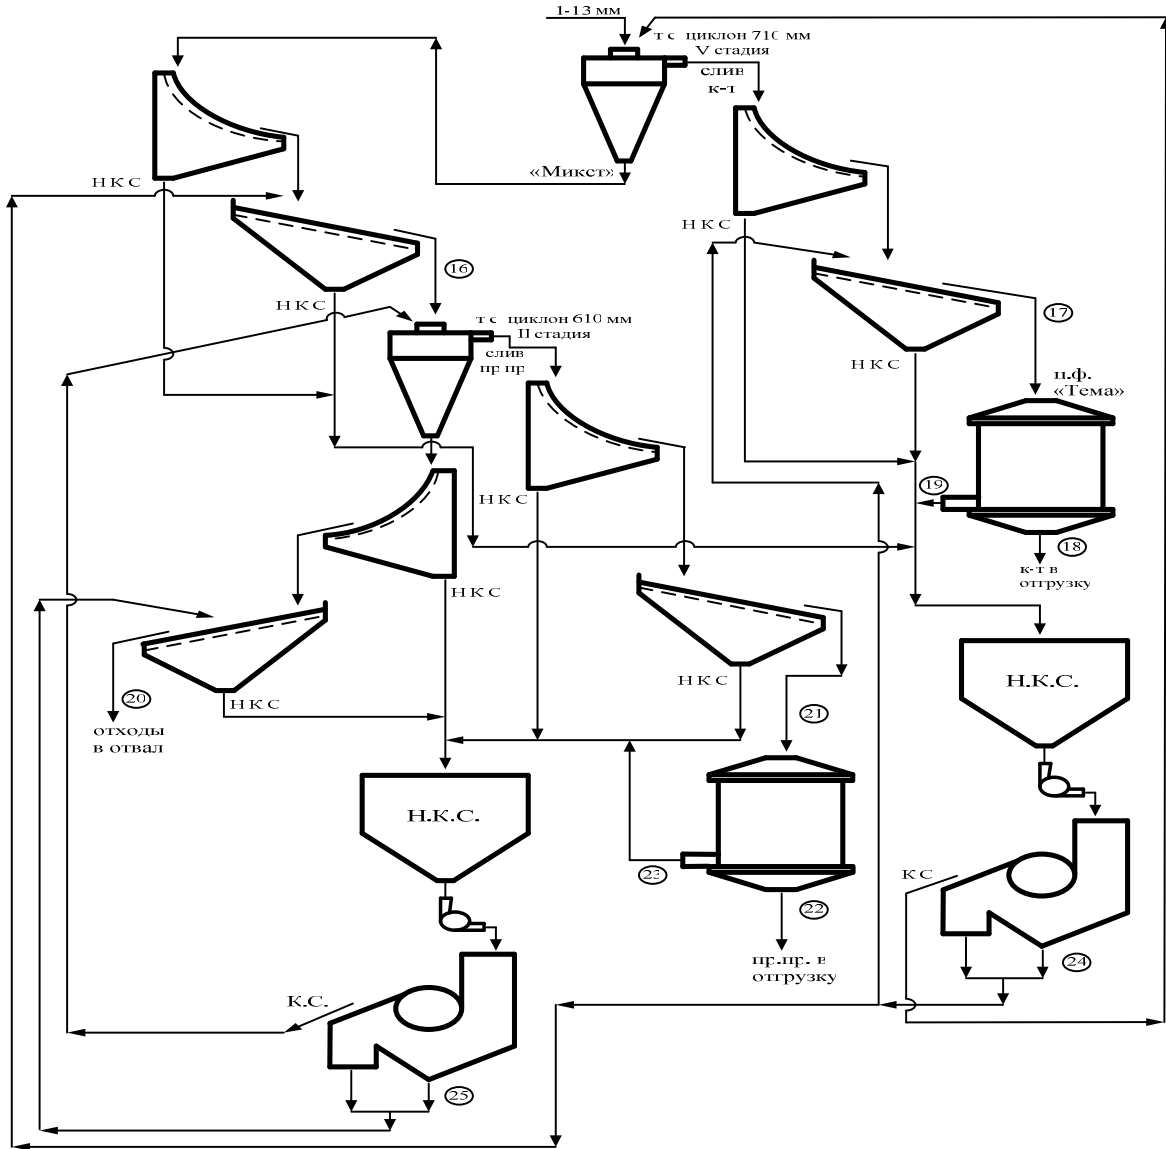 1-13 мм
т с циклон 710 мм
V стадия
слив
к-т
«Микст»
Н К С
Н К С
16
17
Н К С
т с циклон 610 мм
II стадия
слив
пр пр
Н К С
ц.ф.
«Тема»
19
Н К С
18
к-т в
отгрузку
Н К С
Н К С
Н.К.С.
20
Н К С
21
отходы
в отвал
Н.К.С.
23
КС
22
24
пр.пр. в
отгрузку
К.С.
25